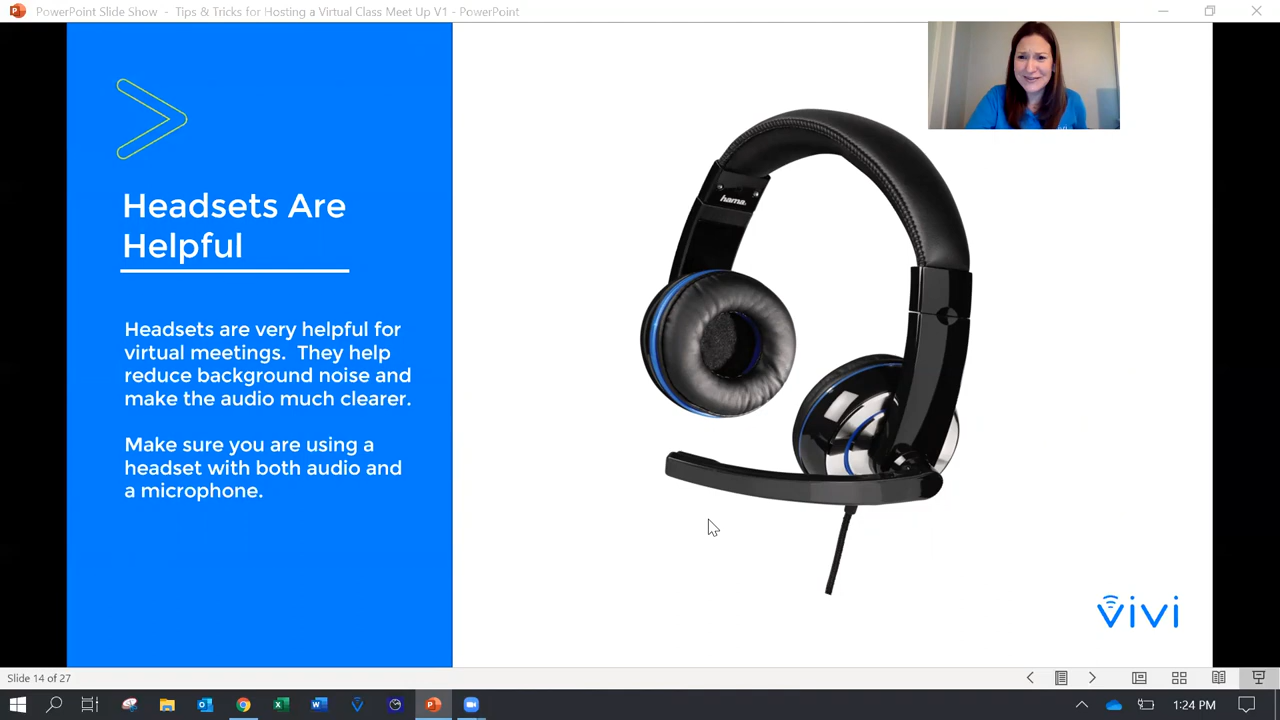 PowerPoint Slide Show - Tips & Tricks for Hosting a Virtual Class Meet Up V1 - PowerPoint
Headsets Are
Helpful
Headsets are very helpful for
virtual meetings. They help
reduce background noise and
make the audio much clearer.
Make sure you are using a
headset with both audio and
a microphone.
hama.
vivi
Slide 14 of 27
1:24 PM